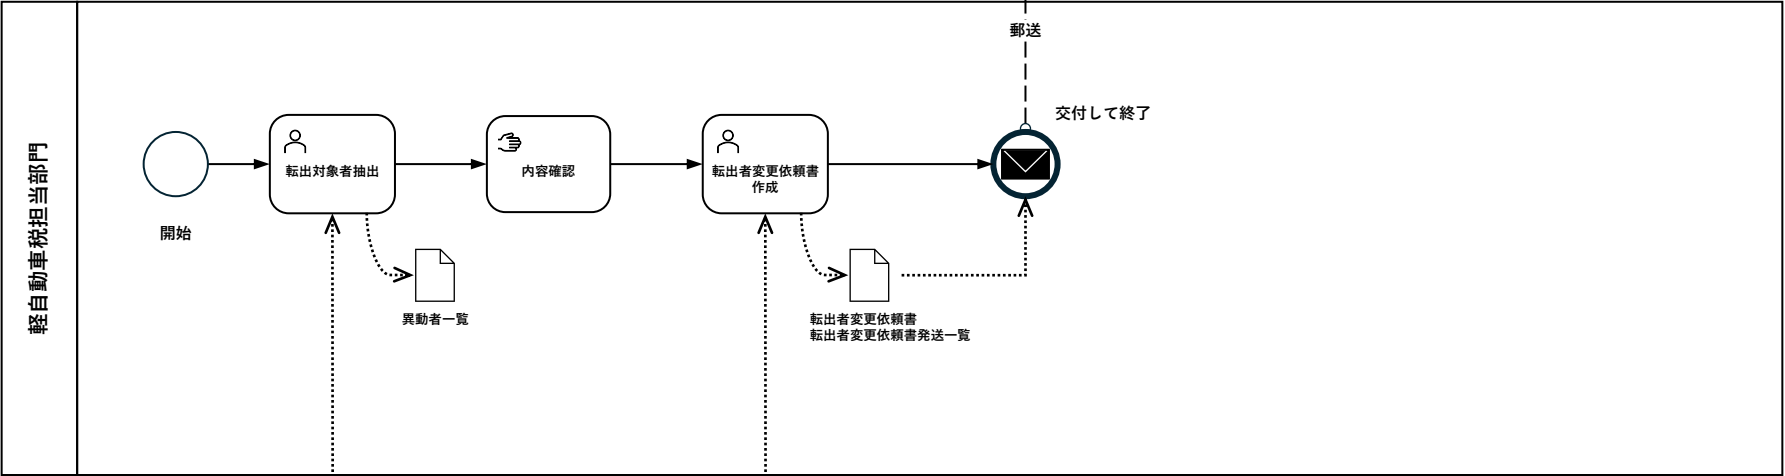 軽自動車税担当部門
郵送
交付して終了
開始
転出対象者抽出
内容確認
転出者変更依頼書
作成
異動者一覧
転出者変更依頼書
転出者変更依頼書発送一覧